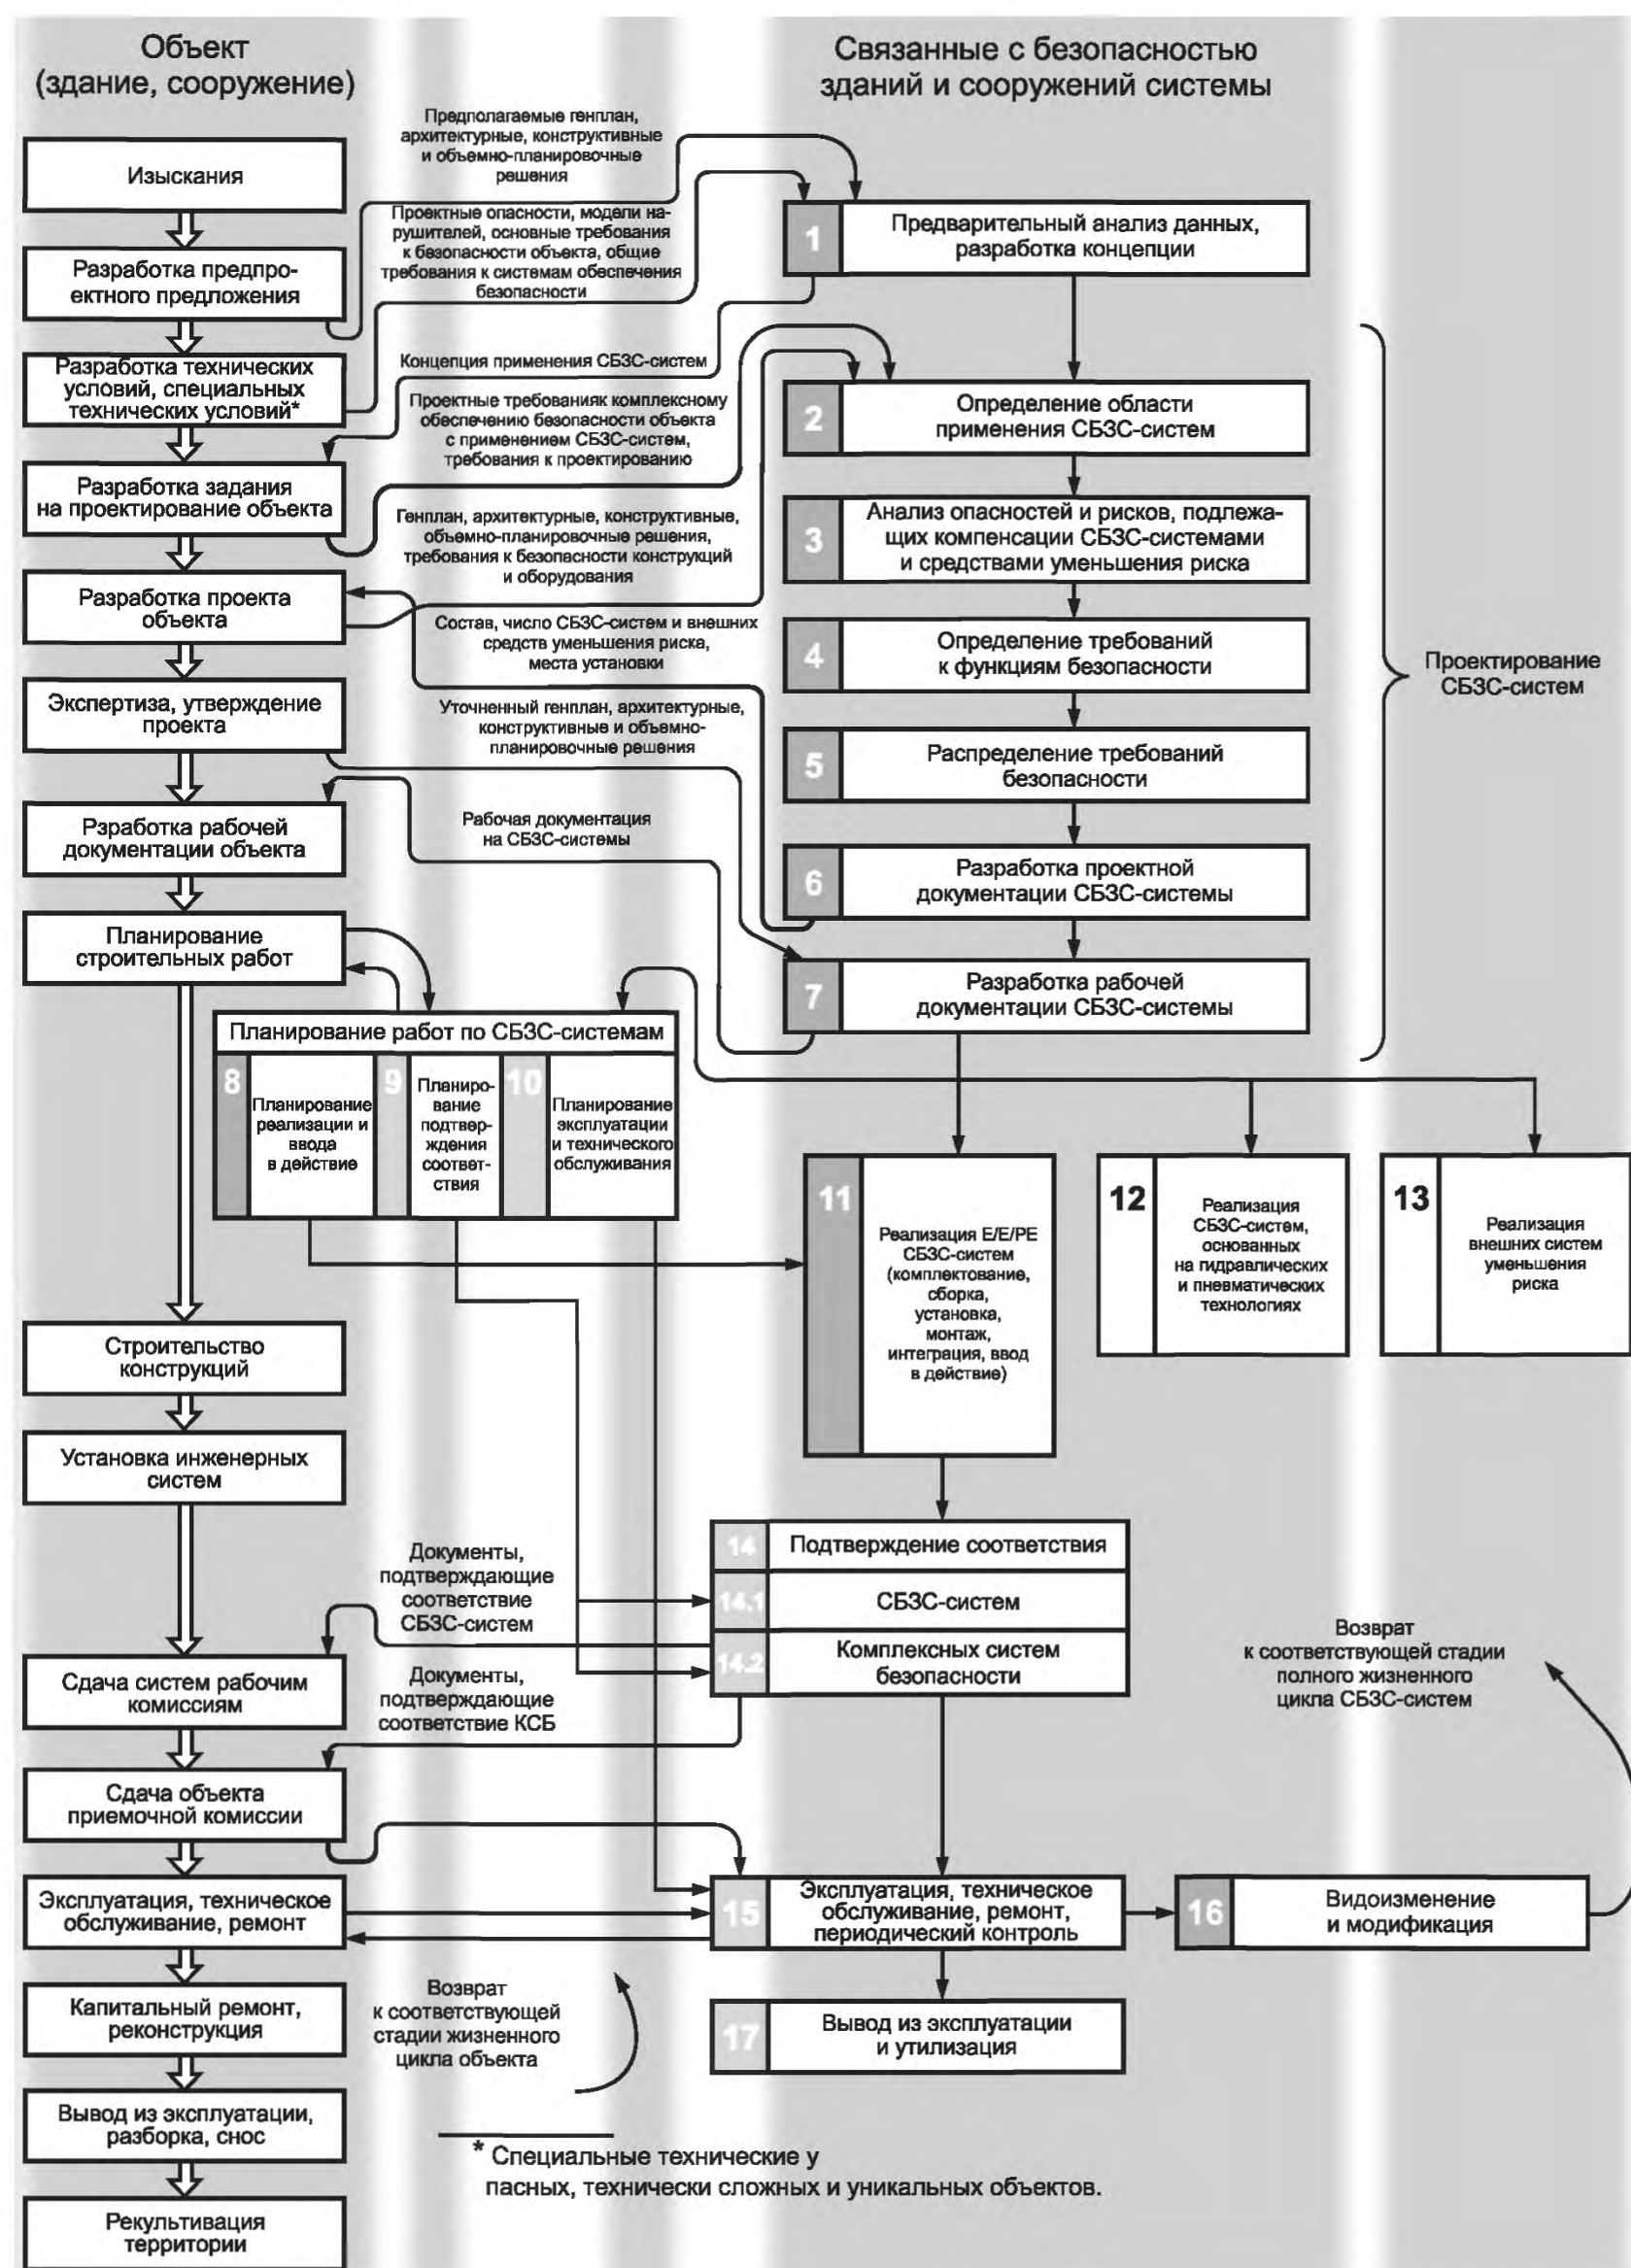 Объект
(здание, сооружение)
Связанные с безопасностью
зданий и сооружений системы
Изыскания
Разработка предпро-
ектного предложения
Разработка технических
условий, специальных
технических условий*
Разработка задания
на проектирование объекта
Разработка проекта
объекта
Экспертиза, утверждение
проекта
Рзработка рабочей
документации объекта
Планирование
строительных работ
Строительство
конструкций
Установка инженерных
систем
Сдача систем рабочим
комиссиям
Сдача объекта
приемочной комиссии
Эксплуатация, техническое
обслуживание, ремонт
Капитальный ремонт,
реконструкция
Вывод из эксплуатации,
разборка, снос
Рекультивация
территории
Предполагаемые генплан,
архитектурные, конструктивные
и объемно-планировочные
решения
Проектные опасности, модели на-
рушителей, основные требования
к безопасности объекта, общие
требования к системам обеспечения
безопасности
Концепция применения СБЗС-систем
Проектные требованияк комплексному
обеспечению безопасности объекта
с применением СБЗС-систем,
требования к проектированию
Генплан, архитектурные, конструктивные,
объемно-планировочные решения,
требования к безопасности конструкций
и оборудования
Состав, число СБЗС-систем и внешних
средств уменьшения риска,
места установки
Уточненный генплан, архитектурные,
конструктивные и объемно-
планировочные решения
Рабочая документация
на СБЗС-системы
1
Предварительный анализ данных,
разработка концепции
2
Определение области
применения СБЗС-систем
3
Анализ опасностей и рисков, подлежа-
щих компенсации СБЗС-системами
и средствами уменьшения риска
4
Определение требований
к функциям безопасности
5
Распределение требований
безопасности
6
Разработка проектной
документации СБЗС-системы
7
Разработка рабочей
документации СБЗС-системы
Проектирование
СБЗС-систем
Планирование работ по СБЗС-системам
8
Планирование
реализации и
ввода
в действие
9
Планиро-
вание
подтвер-
ждения
соответ-
ствия
10
Планирование
эксплуатации
и технического
обслуживания
11
Реализация Е/Е/РЕ
СБЗС-систем
(комплектование,
сборка,
установка,
монтаж,
интеграция, ввод
в действие)
12
Реализация
СБЗС-систем,
основанных
на гидравлических
и пневматических
технологиях
13
Реализация
внешних систем
уменьшения
риска
14
Подтверждение соответствия
14.1
СБЗС-систем
14.2
Комплексных систем
безопасности
Документы,
подтверждающие
соответствие
СБЗС-систем
Документы,
подтверждающие
соответствие КСБ
Возврат
к соответствующей стадии
полного жизненного
цикла СБЗС-систем
15
Эксплуатация, техническое
обслуживание, ремонт,
периодический контроль
16
Видоизменение
и модификация
17
Вывод из эксплуатации
и утилизация
Возврат
к соответствующей
стадии жизненного
цикла объекта
* Специальные технические у
пасных, технически сложных и уникальных объектов.